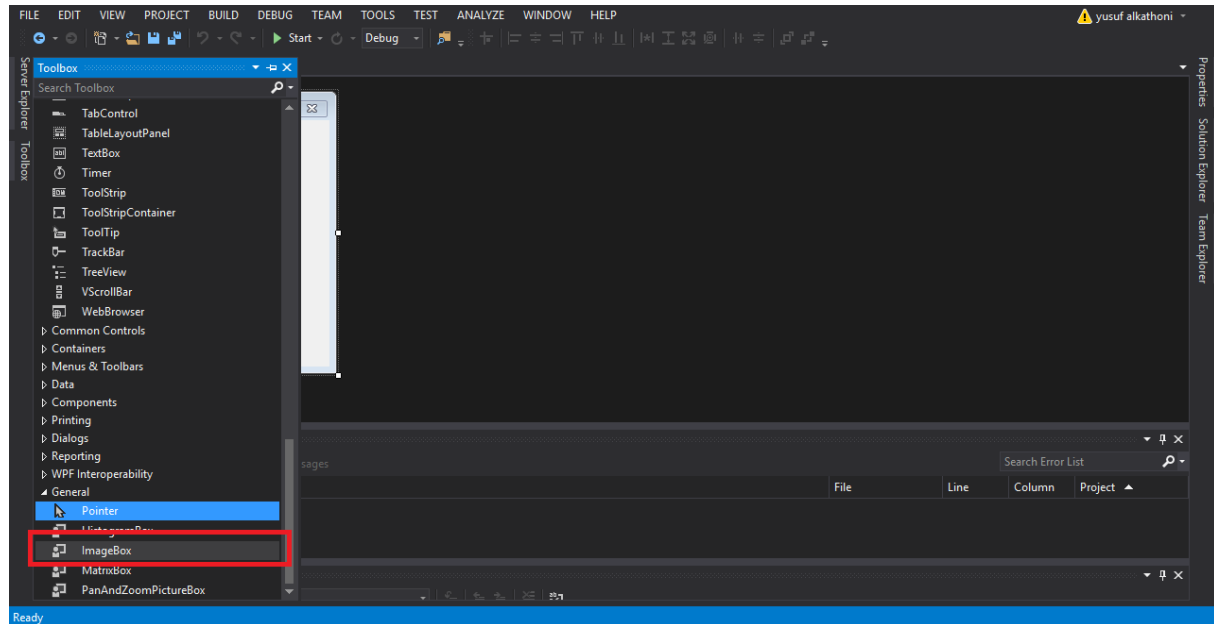 FILE EDIT VIEW PROJECT BUILD DEBUG TEAM TOOLS TEST ANALYZE WINDOW HELP yusuf alkathoni
Start Debug
Server Explorer
Toolbox
Toolbox
Search Toolbox
TabControl
TableLayoutPanel
TextBox
Timer
ToolStrip
ToolStripContainer
ToolTip
TrackBar
TreeView
VScrollBar
WebBrowser
Common Controls
Containers
Menus & Toolbars
Data
Components
Printing
Dialogs
Reporting
WPF Interoperability
General
Pointer
HistogramBox
ImageBox
MatrixBox
PanAndZoomPictureBox
Properties
Solution Explorer
Team Explorer
sages
Search Error List
File Line Column Project
Ready